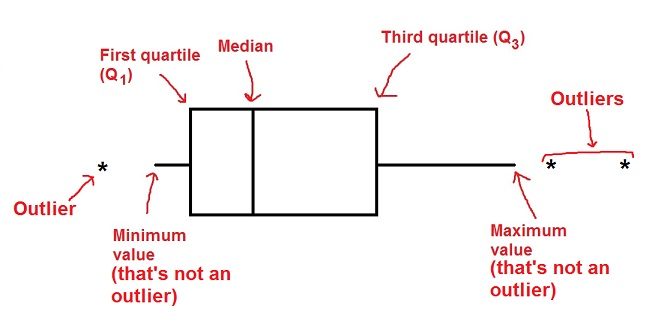 First quartile
(Q1)
Median
Third quartile (Q3)
Outliers
*
*
*
Outlier
Minimum
value
(that's not an
outlier)
Maximum
value
(that's not an
outlier)